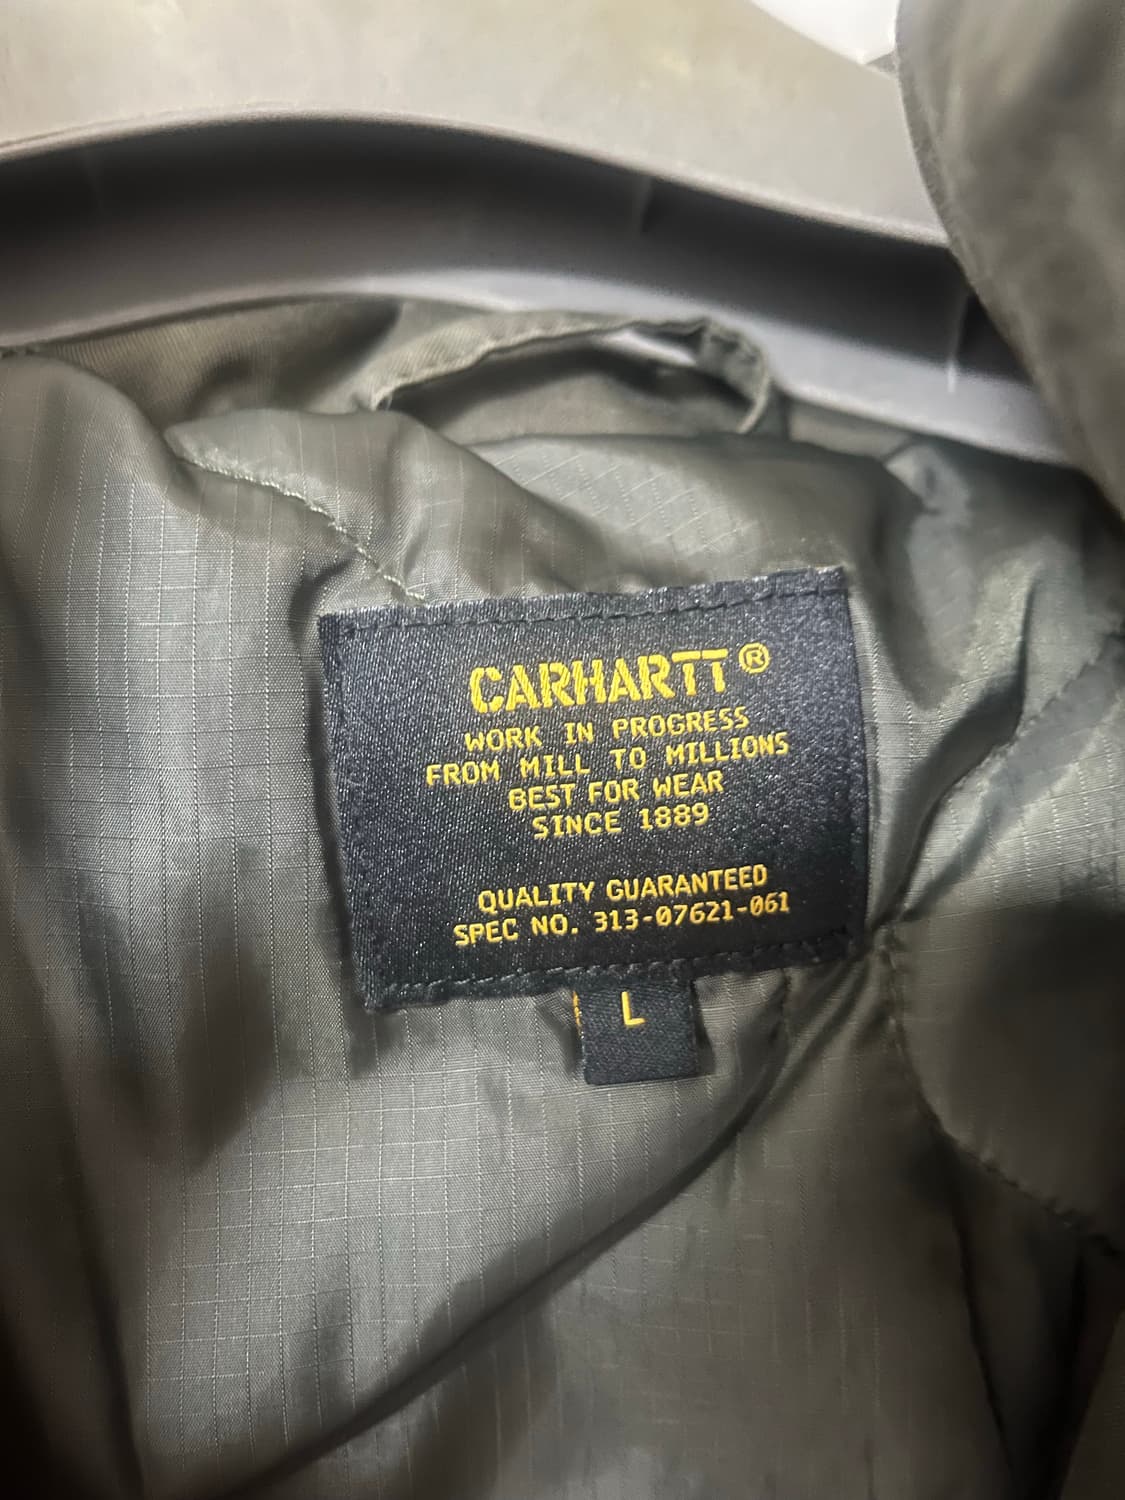 CARHARTT®
WORK IN PROGRESS
FROM MILL TO MILLIONS
BEST FOR WEAR
SINCE 1889
QUALITY GUARANTEED
SPEC NO. 313-07621-061
L